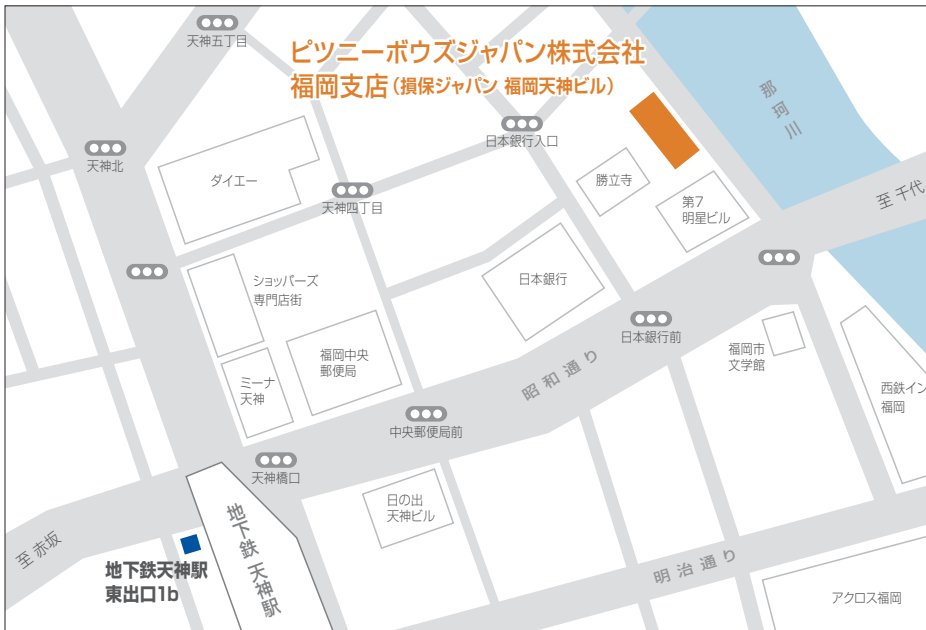 天神五丁目
ピツニーボウズジャパン株式会社
福岡支店(損保ジャパン 福岡天神ビル)
那珂川
日本銀行入口
天神北
ダイエー
勝立寺
天神四丁目
第7
明星ビル
至 千代
ショッパーズ
専門店街
日本銀行
日本銀行前
福岡中央
郵便局
福岡市
文学館
ミーナ
天神
昭和通り
西鉄イン
福岡
中央郵便局前
天神橋口
日の出
天神ビル
至 赤坂
地下鉄 天神駅
地下鉄天神駅
東出口1b
明治通り
アクロス福岡